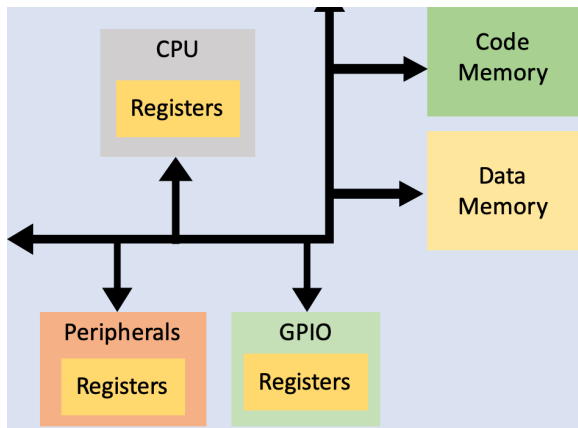 CPU
Registers
Code
Memory
Data
Memory
Peripherals
Registers
GPIO
Registers